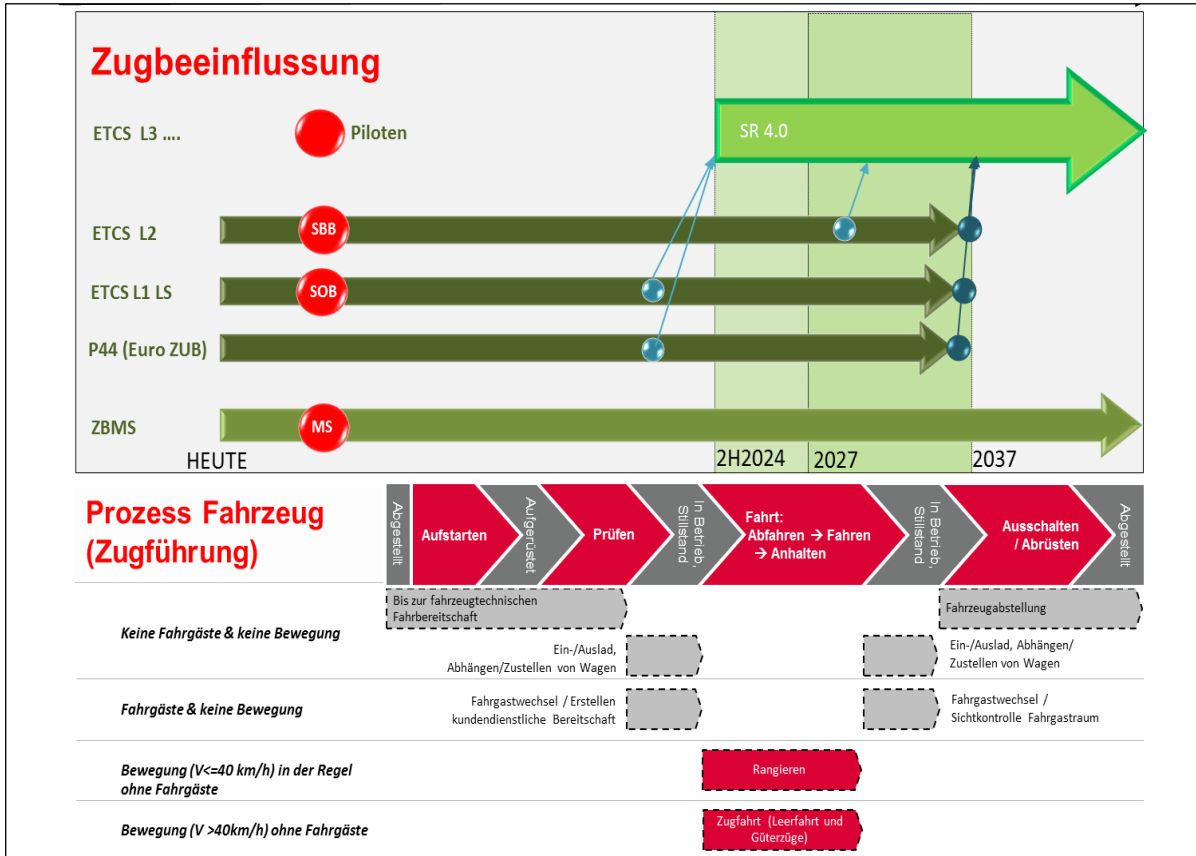 Zugbeeinflussung
ETCS L3 ....
Piloten
SR 4.0
ETCS L2
SBB
ETCS L1 LS
SOB
P44 (Euro ZUB)
ZBMS
MS
HEUTE
2H2024
2027
2037
Prozess Fahrzeug
(Zugführung)
Abgestellt
Aufstarten
Aufgerüstet
Prüfen
In Betrieb,
Stillstand
Fahrt:
Abfahren → Fahren
→ Anhalten
In Betrieb,
Stillstand
Ausschalten
/ Abrüsten
Abgestellt
Bis zur fahrzeugtechnischen
Fahrbereitschaft
Fahrzeugabstellung
Keine Fahrgäste & keine Bewegung
Ein-/Auslad,
Abhängen/Zustellen von Wagen
Ein-/Auslad, Abhängen/
Zustellen von Wagen
Fahrgäste & keine Bewegung
Fahrgastwechsel / Erstellen
kundendienstliche Bereitschaft
Fahrgastwechsel /
Sichtkontrolle Fahrgastraum
Bewegung (V<=40 km/h) in der Regel
ohne Fahrgäste
Rangieren
Bewegung (V >40km/h) ohne Fahrgäste
Zugfahrt (Leerfahrt und
Güterzüge)